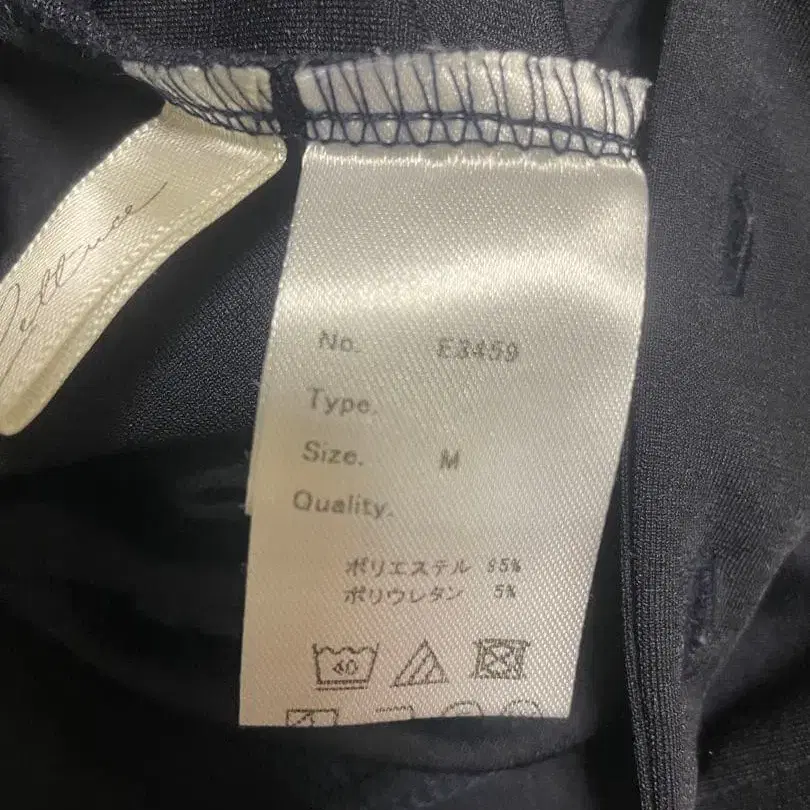 No. E3459
Type.
Size. M
Quality.
ポリエステル 95%
ポリウレタン 5%
40